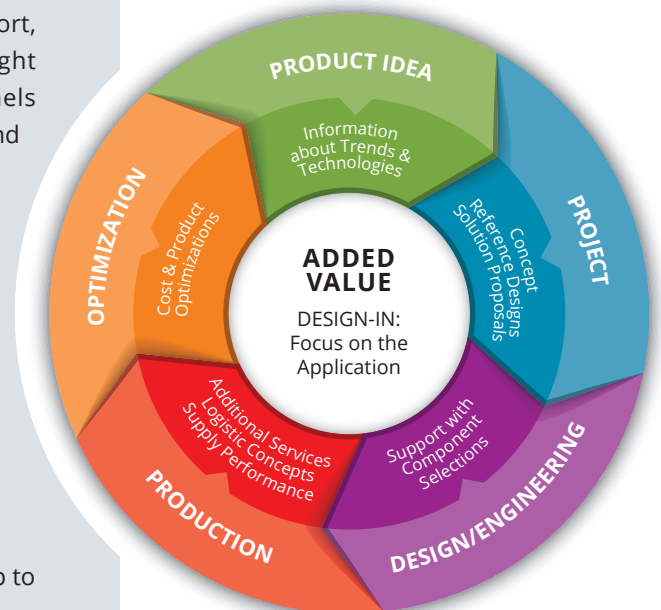 ort,
ight
nels
nd
p to
PRODUCT IDEA
Information
about Trends &
Technologies
PROJECT
Concept
Reference Designs
Solution Proposals
DESIGN/ENGINEERING
Support with
Component
Selections
PRODUCTION
Additional Services
Logistic Concepts
Supply Performance
OPTIMIZATION
Cost & Product
Optimizations
ADDED
VALUE
DESIGN-IN:
Focus on the
Application